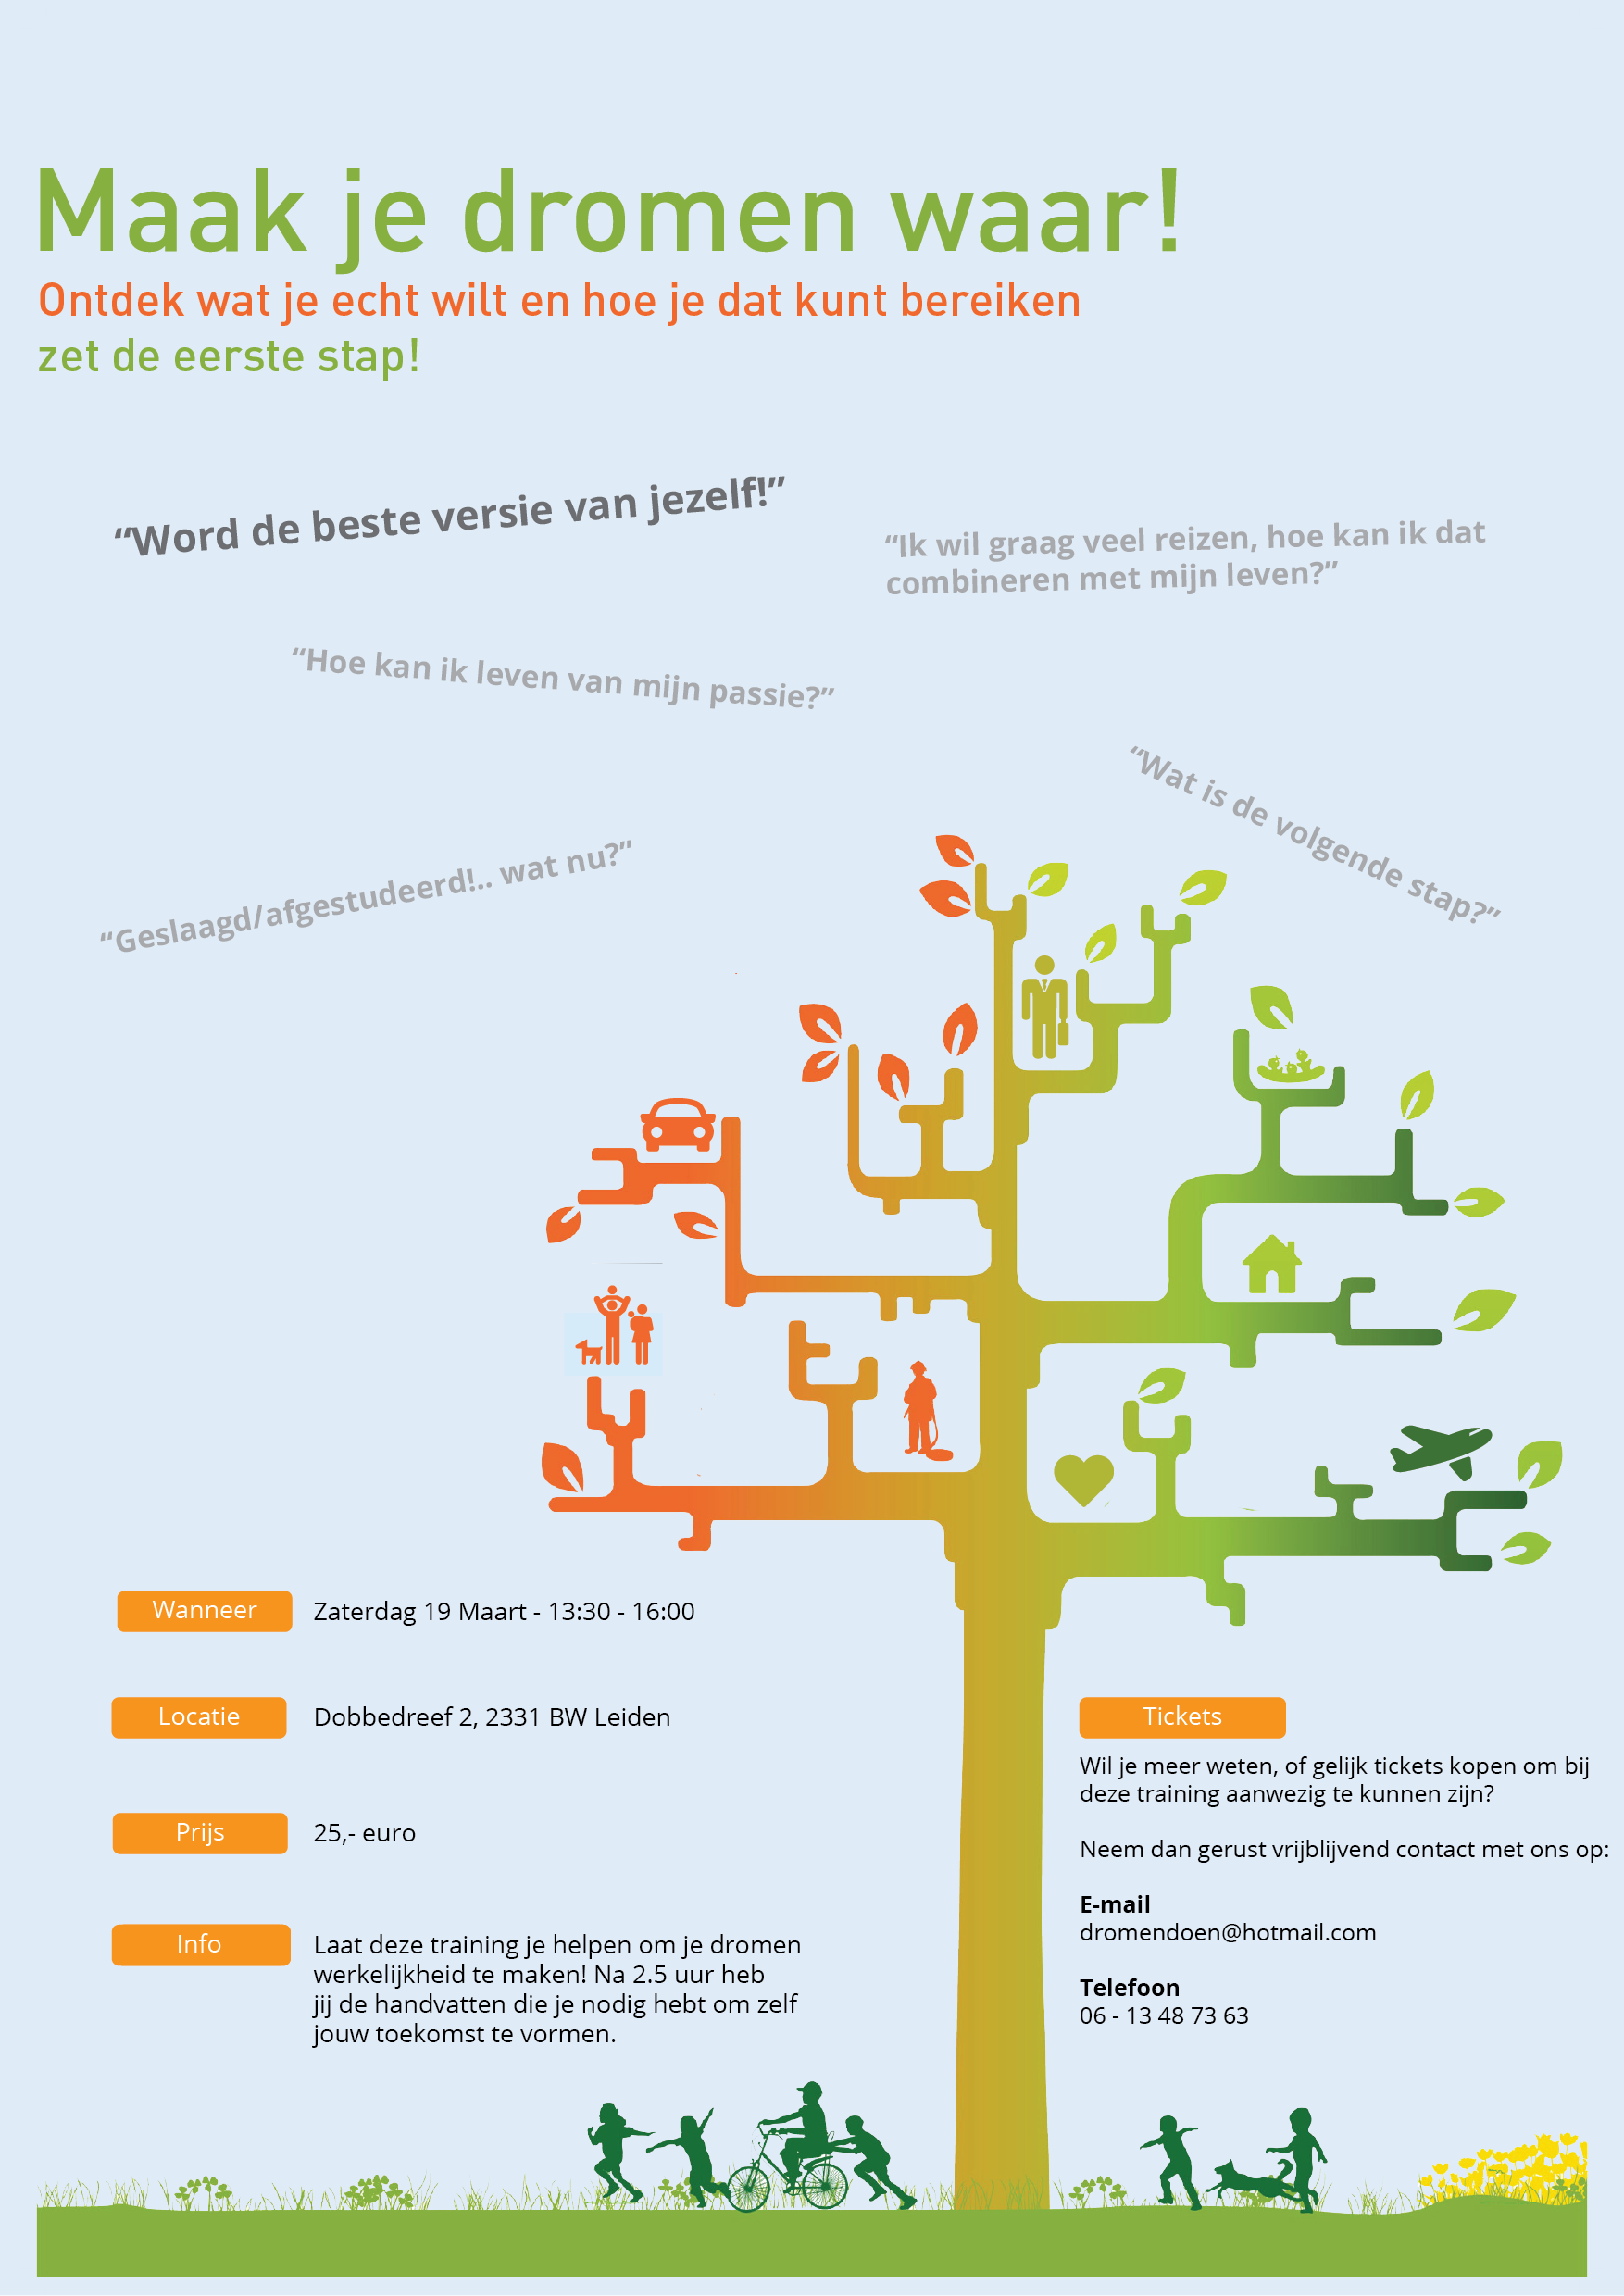 Maak je dromen waar!
Ontdek wat je echt wilt en hoe je dat kunt bereiken
zet de eerste stap!
“Word de beste versie van jezelf!”
“Ik wil graag veel reizen, hoe kan ik dat
combineren met mijn leven?”
“Hoe kan ik leven van mijn passie?”
“Wat is de volgende stap?”
“Geslaagd/afgestudeerd!.. wat nu?”
Wanneer
Zaterdag 19 Maart - 13:30 - 16:00
Locatie
Dobbedreef 2, 2331 BW Leiden
Prijs
25,- euro
Info
Laat deze training je helpen om je dromen
werkelijkheid te maken! Na 2.5 uur heb
jij de handvatten die je nodig hebt om zelf
jouw toekomst te vormen.
Tickets
Wil je meer weten, of gelijk tickets kopen om bij
deze training aanwezig te kunnen zijn?
Neem dan gerust vrijblijvend contact met ons op:
E-mail
dromendoen@hotmail.com
Telefoon
06 - 13 48 73 63